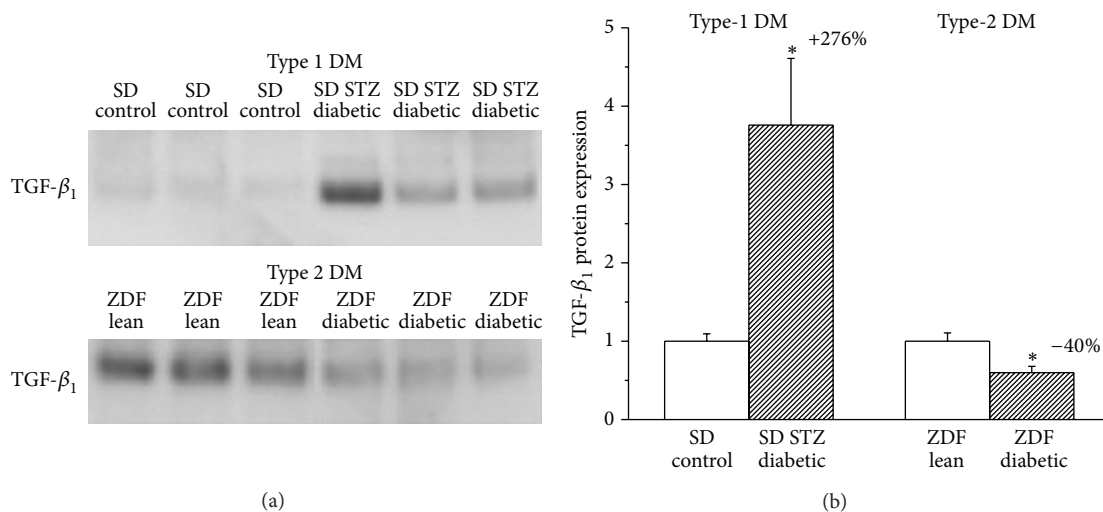 Type 1 DM
SD SD SD SD STZ SD STZ SD STZ
control control control diabetic diabetic diabetic
TGF-β₁
Type 2 DM
ZDF ZDF ZDF ZDF ZDF ZDF
lean lean lean diabetic diabetic diabetic
TGF-β₁
(a)
Type-1 DM Type-2 DM
5
4
3
2
1
0
TGF-β₁ protein expression
* +276%
* −40%
SD SD STZ ZDF ZDF
control diabetic lean diabetic
(b)